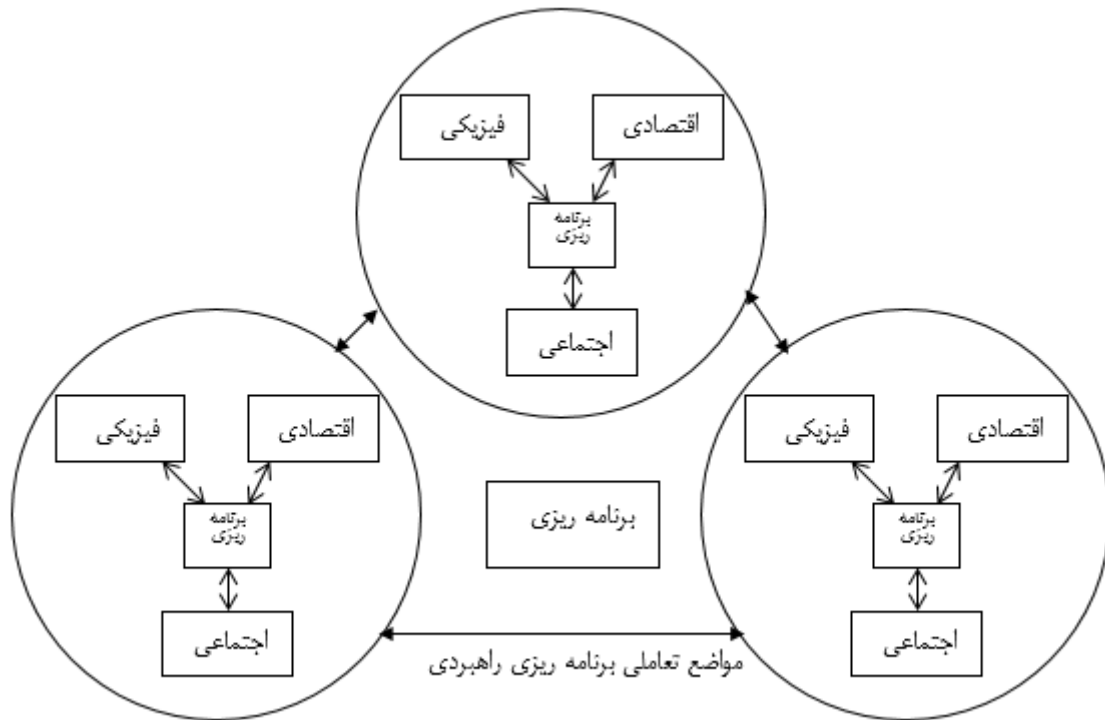 اقتصادی
فیزیکی
برنامه
ریزی
اجتماعی
اقتصادی
فیزیکی
برنامه
ریزی
اجتماعی
برنامه ریزی
اقتصادی
فیزیکی
برنامه
ریزی
اجتماعی
مواضع تعاملی برنامه ریزی راهبردی